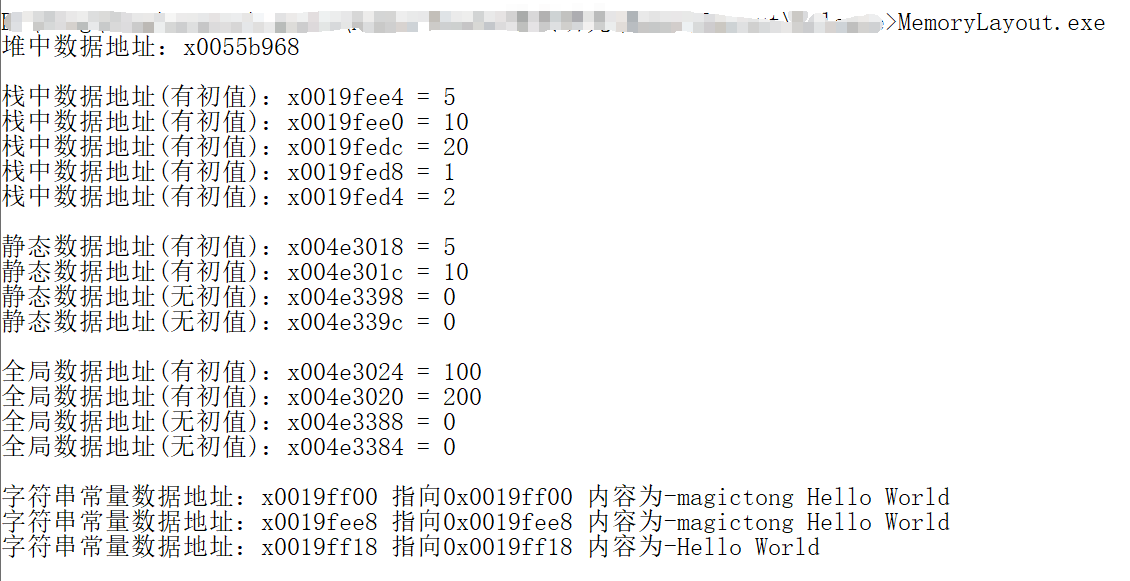 >MemoryLayout.exe
堆中数据地址：x0055b968
栈中数据地址(有初值)：x0019fee4 = 5
栈中数据地址(有初值)：x0019fee0 = 10
栈中数据地址(有初值)：x0019fedc = 20
栈中数据地址(有初值)：x0019fed8 = 1
栈中数据地址(有初值)：x0019fed4 = 2
静态数据地址(有初值)：x004e3018 = 5
静态数据地址(有初值)：x004e301c = 10
静态数据地址(无初值)：x004e3398 = 0
静态数据地址(无初值)：x004e339c = 0
全局数据地址(有初值)：x004e3024 = 100
全局数据地址(有初值)：x004e3020 = 200
全局数据地址(无初值)：x004e3388 = 0
全局数据地址(无初值)：x004e3384 = 0
字符串常量数据地址：x0019ff00 指向0x0019ff00 内容为-magictong Hello World
字符串常量数据地址：x0019fee8 指向0x0019fee8 内容为-magictong Hello World
字符串常量数据地址：x0019ff18 指向0x0019ff18 内容为-Hello World